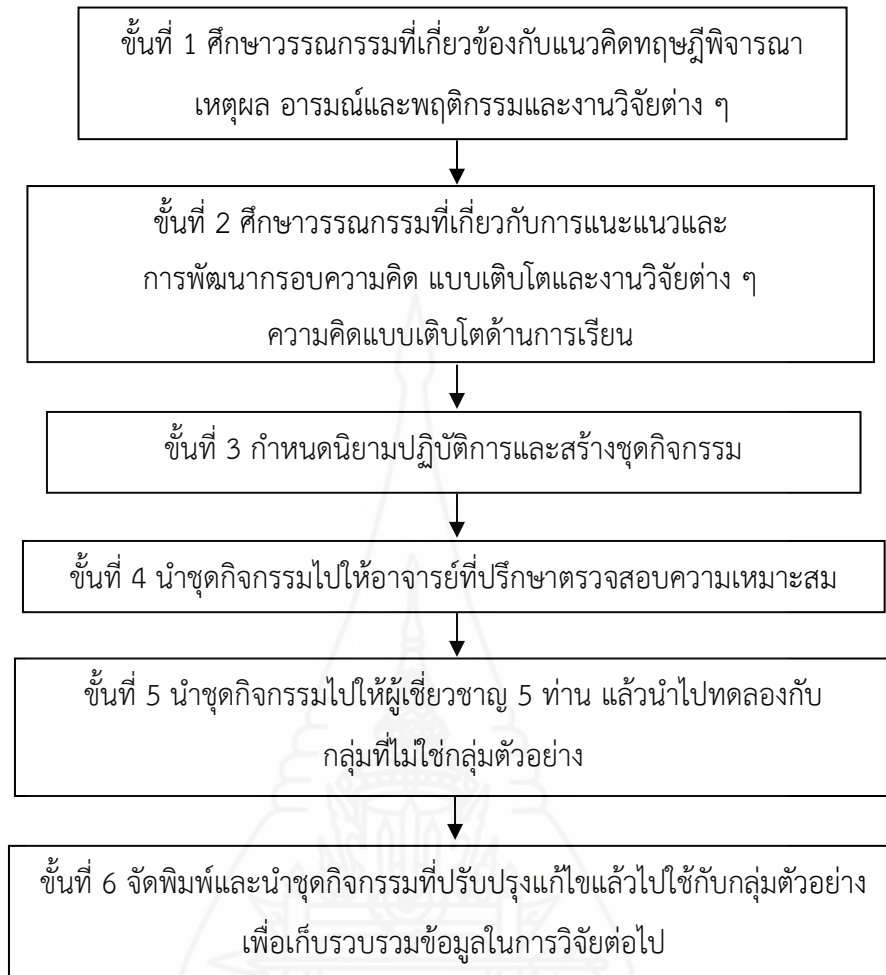 ขั้นที่ 1 ศึกษาวรรณกรรมที่เกี่ยวข้องกับแนวคิดทฤษฎีพิจารณา
เหตุผล อารมณ์และพฤติกรรมและงานวิจัยต่าง ๆ
ขั้นที่ 2 ศึกษาวรรณกรรมที่เกี่ยวกับการแนะแนวและ
การพัฒนากรอบความคิด แบบเติบโตและงานวิจัยต่าง ๆ
ความคิดแบบเติบโตด้านการเรียน
ขั้นที่ 3 กำหนดนิยามปฏิบัติการและสร้างชุดกิจกรรม
ขั้นที่ 4 นำชุดกิจกรรมไปให้อาจารย์ที่ปรึกษาตรวจสอบความเหมาะสม
ขั้นที่ 5 นำชุดกิจกรรมไปให้ผู้เชี่ยวชาญ 5 ท่าน แล้วนำไปทดลองกับ
กลุ่มที่ไม่ใช่กลุ่มตัวอย่าง
ขั้นที่ 6 จัดพิมพ์และนำชุดกิจกรรมที่ปรับปรุงแก้ไขแล้วไปใช้กับกลุ่มตัวอย่าง
เพื่อเก็บรวบรวมข้อมูลในการวิจัยต่อไป